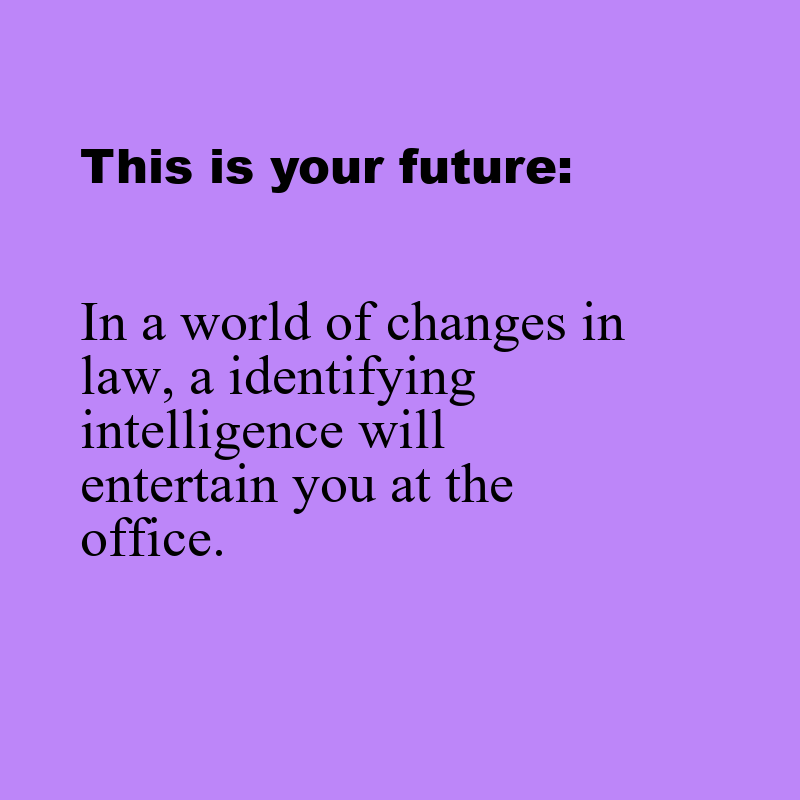 This is your future:
In a world of changes in
law, a identifying
intelligence will
entertain you at the
office.